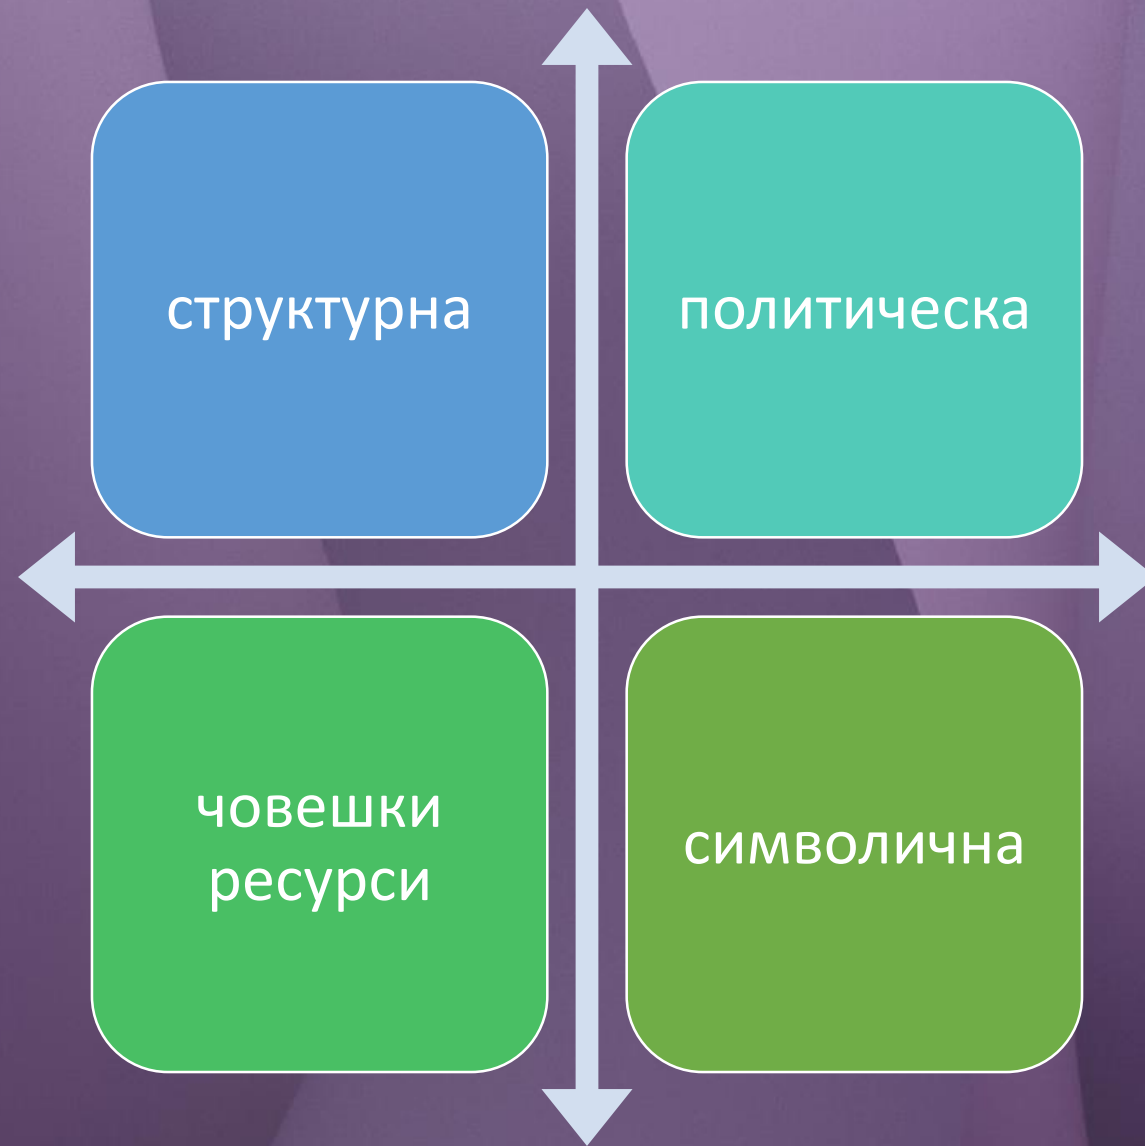 структурна
политическа
човешки
ресурси
символична